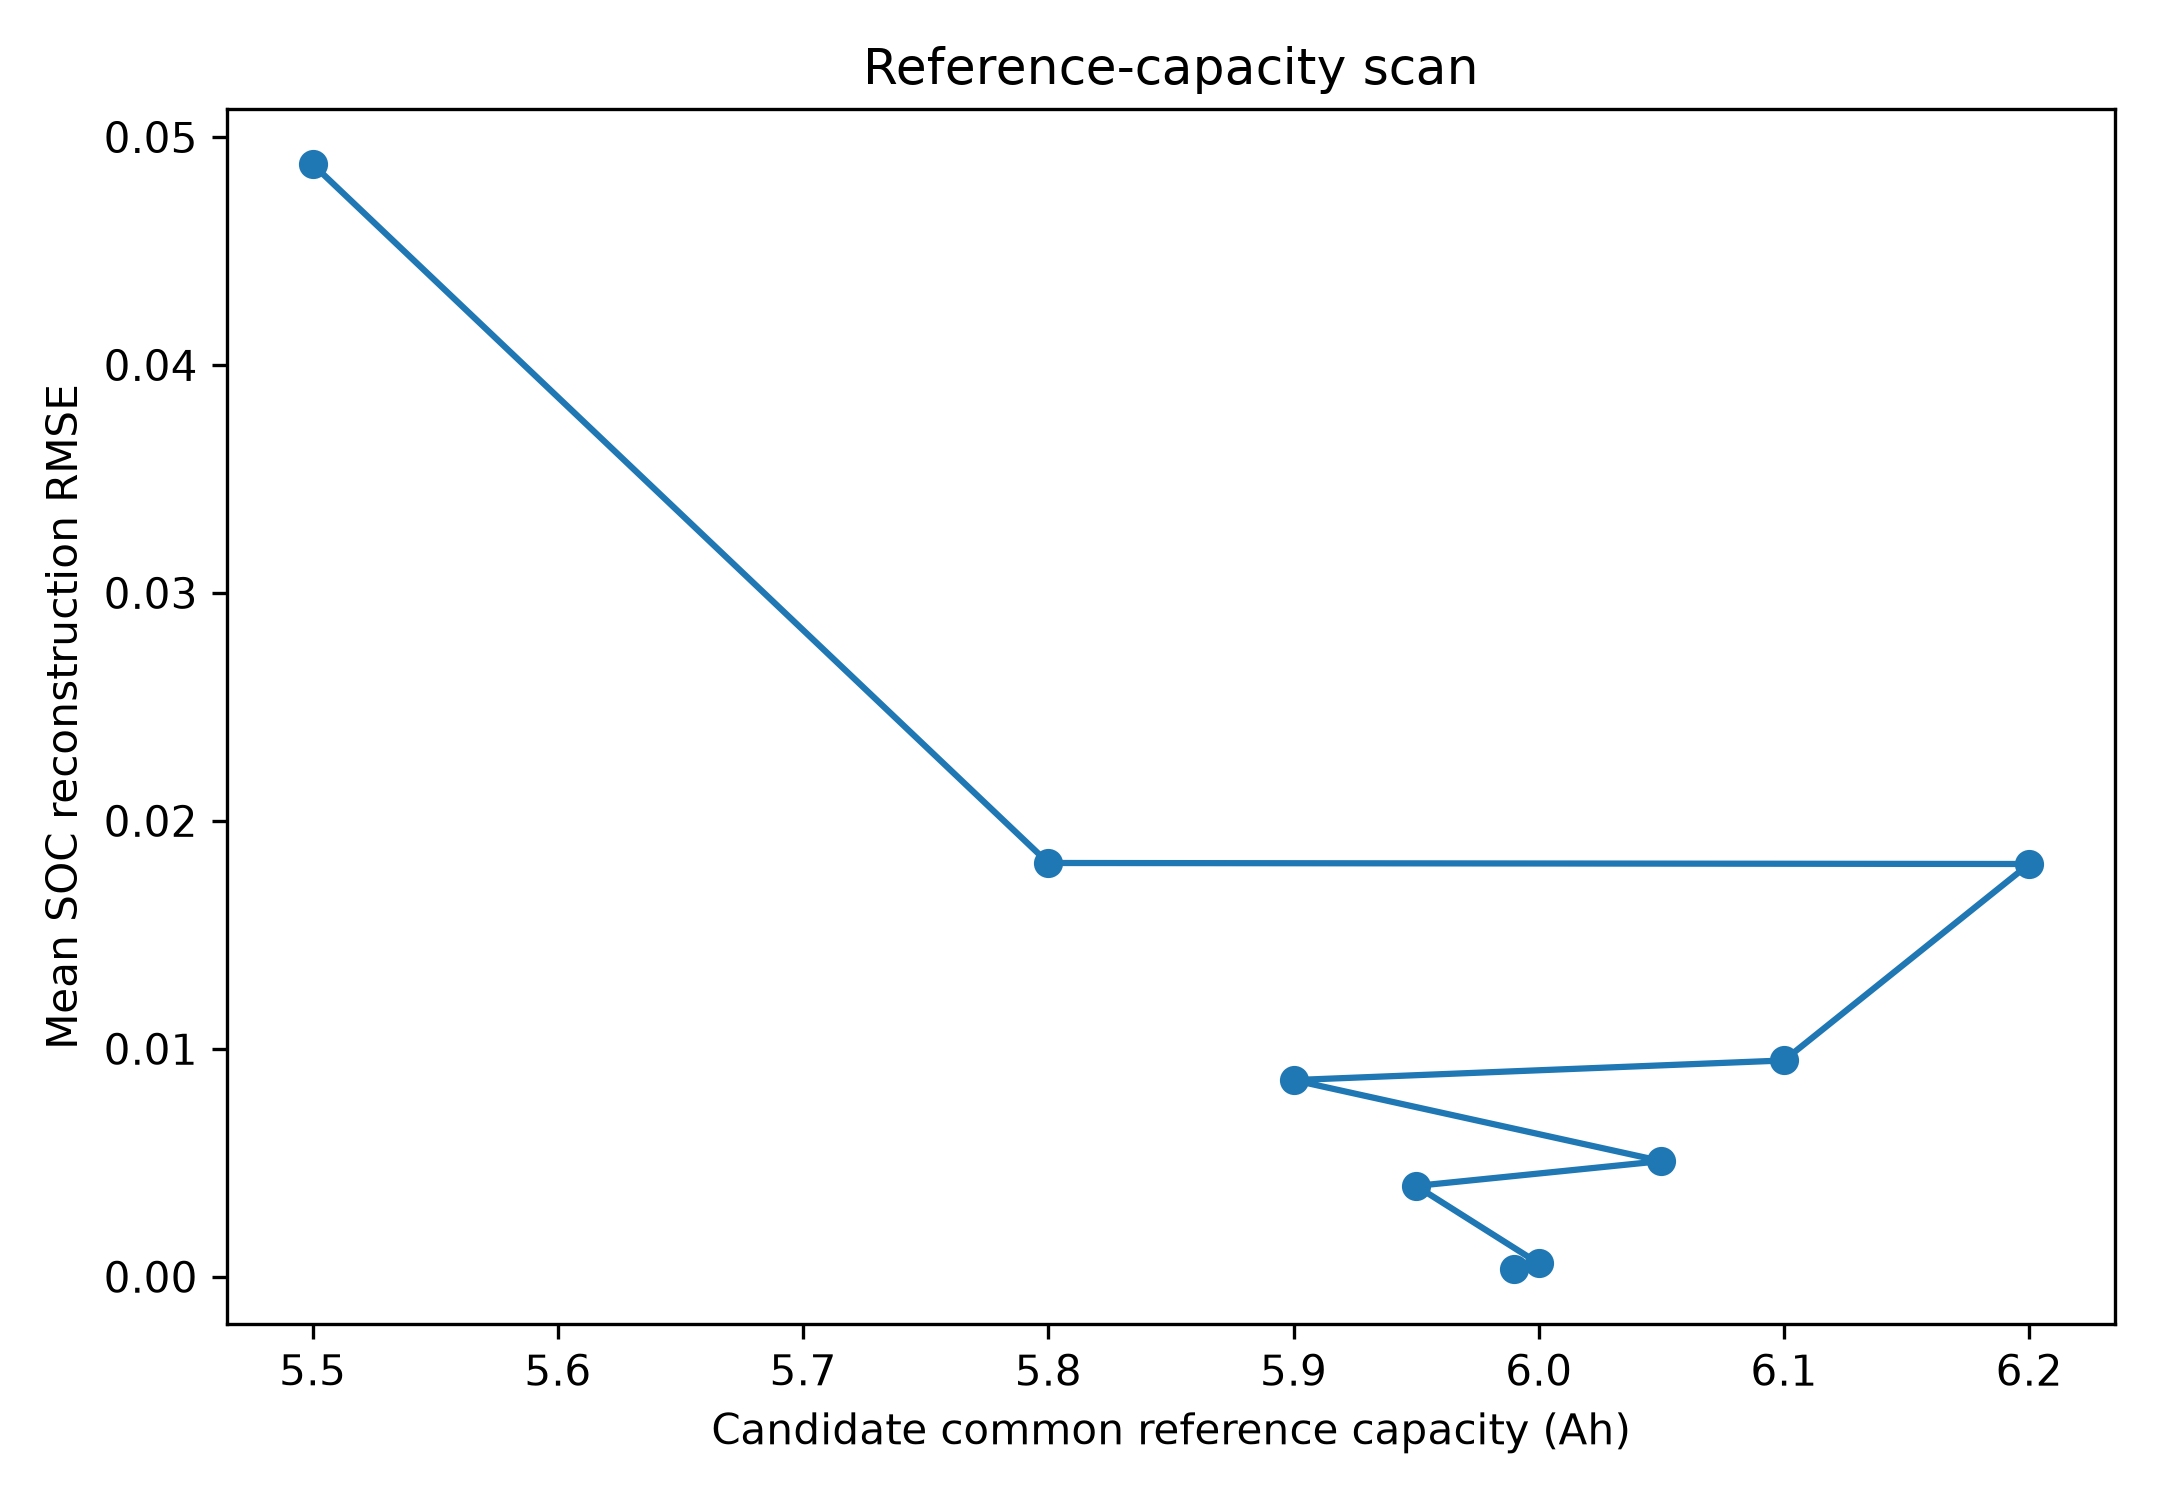 Reference-capacity scan
Mean SOC reconstruction RMSE
0.05
0.04
0.03
0.02
0.01
0.00
5.5 5.6 5.7 5.8 5.9 6.0 6.1 6.2
Candidate common reference capacity (Ah)